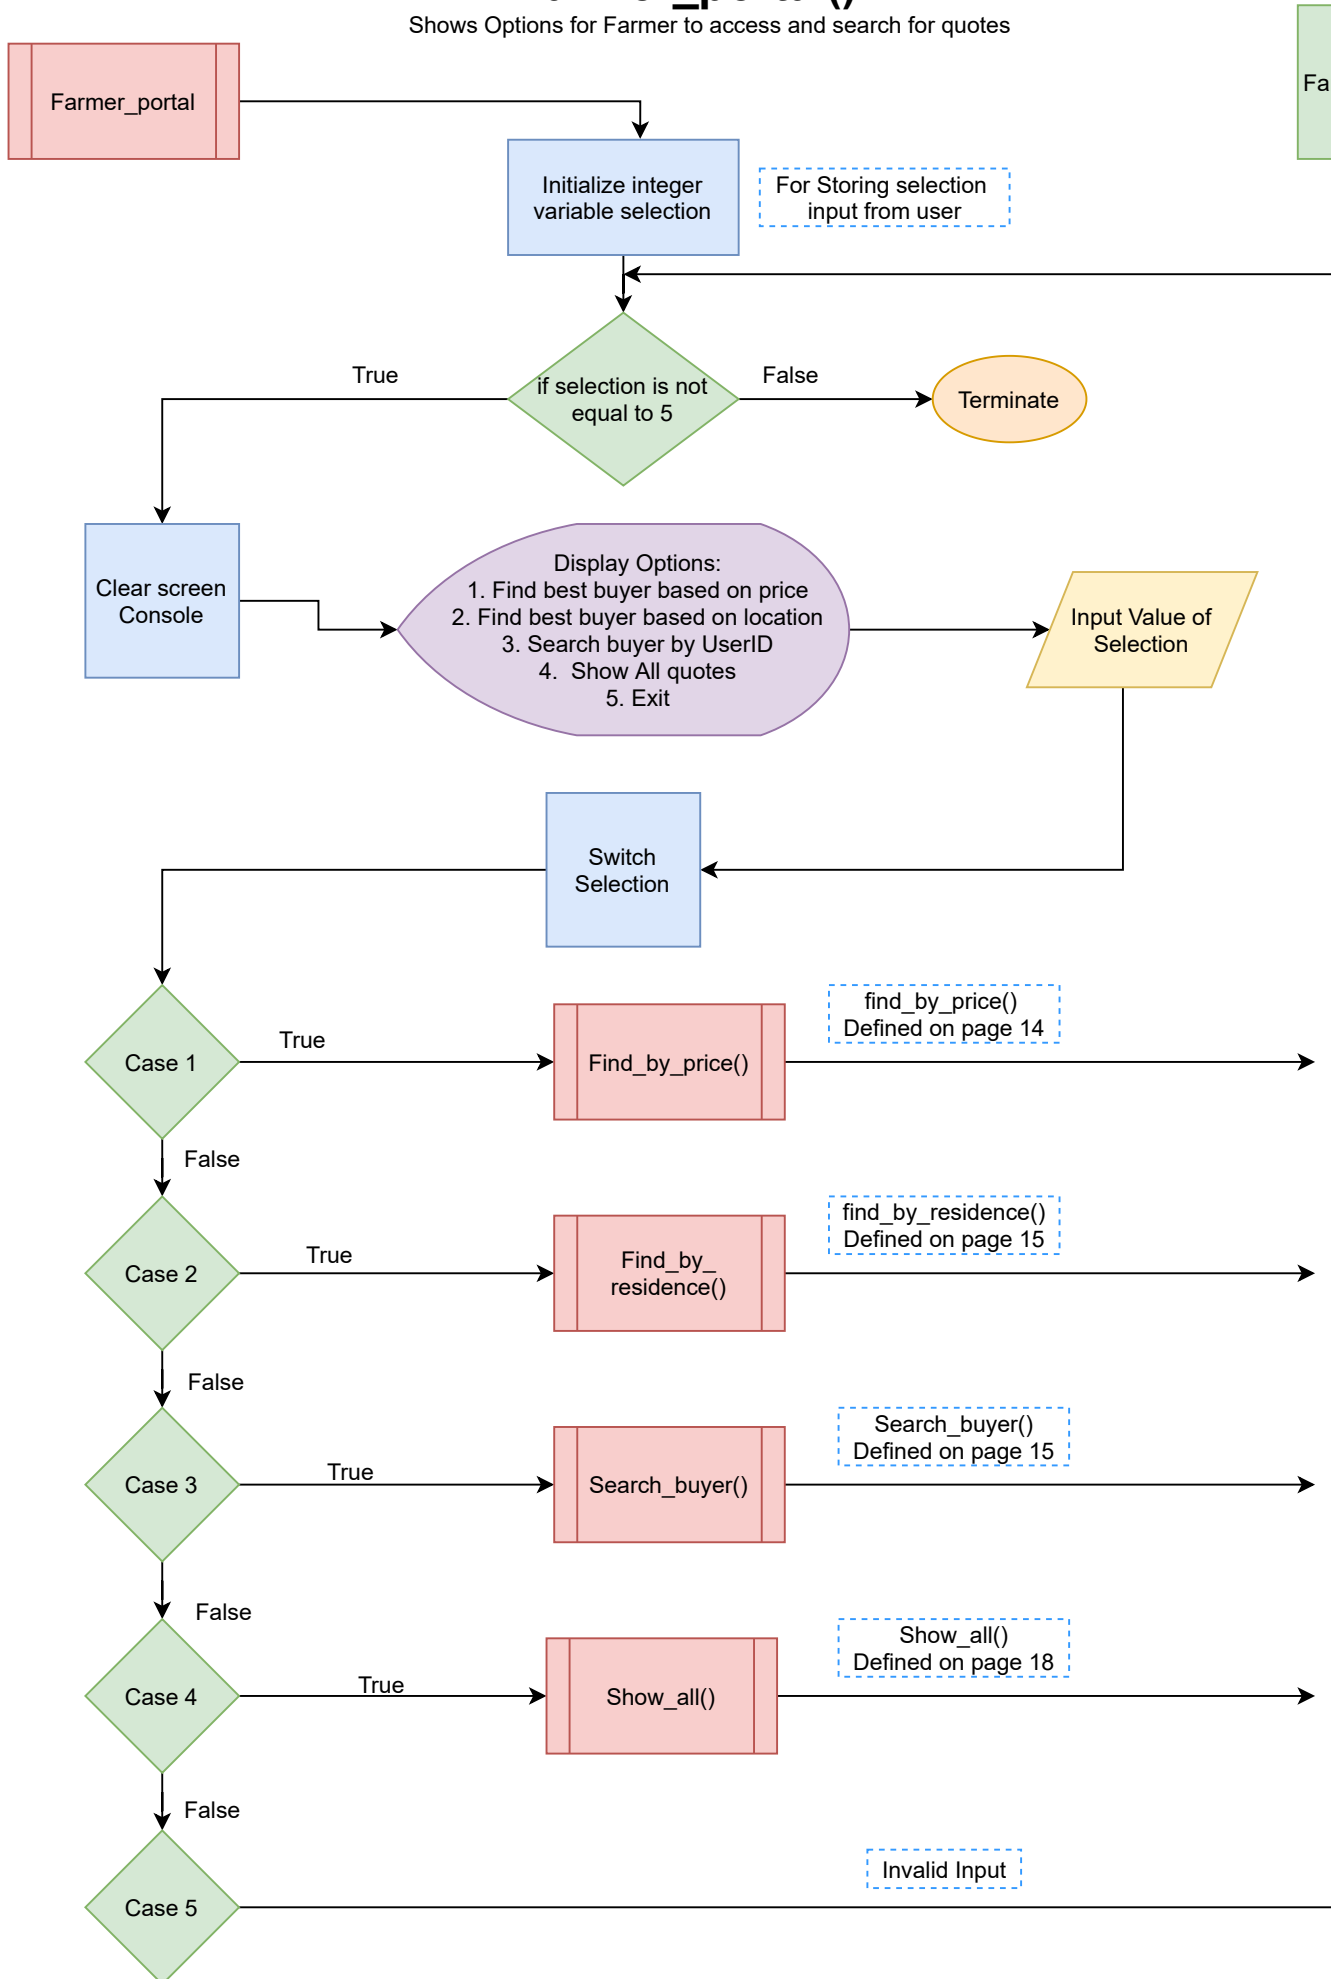 Shows Options for Farmer to access and search for quotes
Farmer_portal
Fa
Initialize integer
variable selection
For Storing selection
input from user
True
if selection is not
equal to 5
False
Terminate
Clear screen
Console
Display Options:
1. Find best buyer based on price
2. Find best buyer based on location
3. Search buyer by UserID
4. Show All quotes
5. Exit
Input Value of
Selection
Switch
Selection
Case 1
True
Find_by_price()
find_by_price()
Defined on page 14
False
Case 2
True
Find_by_
residence()
find_by_residence()
Defined on page 15
False
Case 3
True
Search_buyer()
Search_buyer()
Defined on page 15
False
Case 4
True
Show_all()
Show_all()
Defined on page 18
False
Case 5
Invalid Input